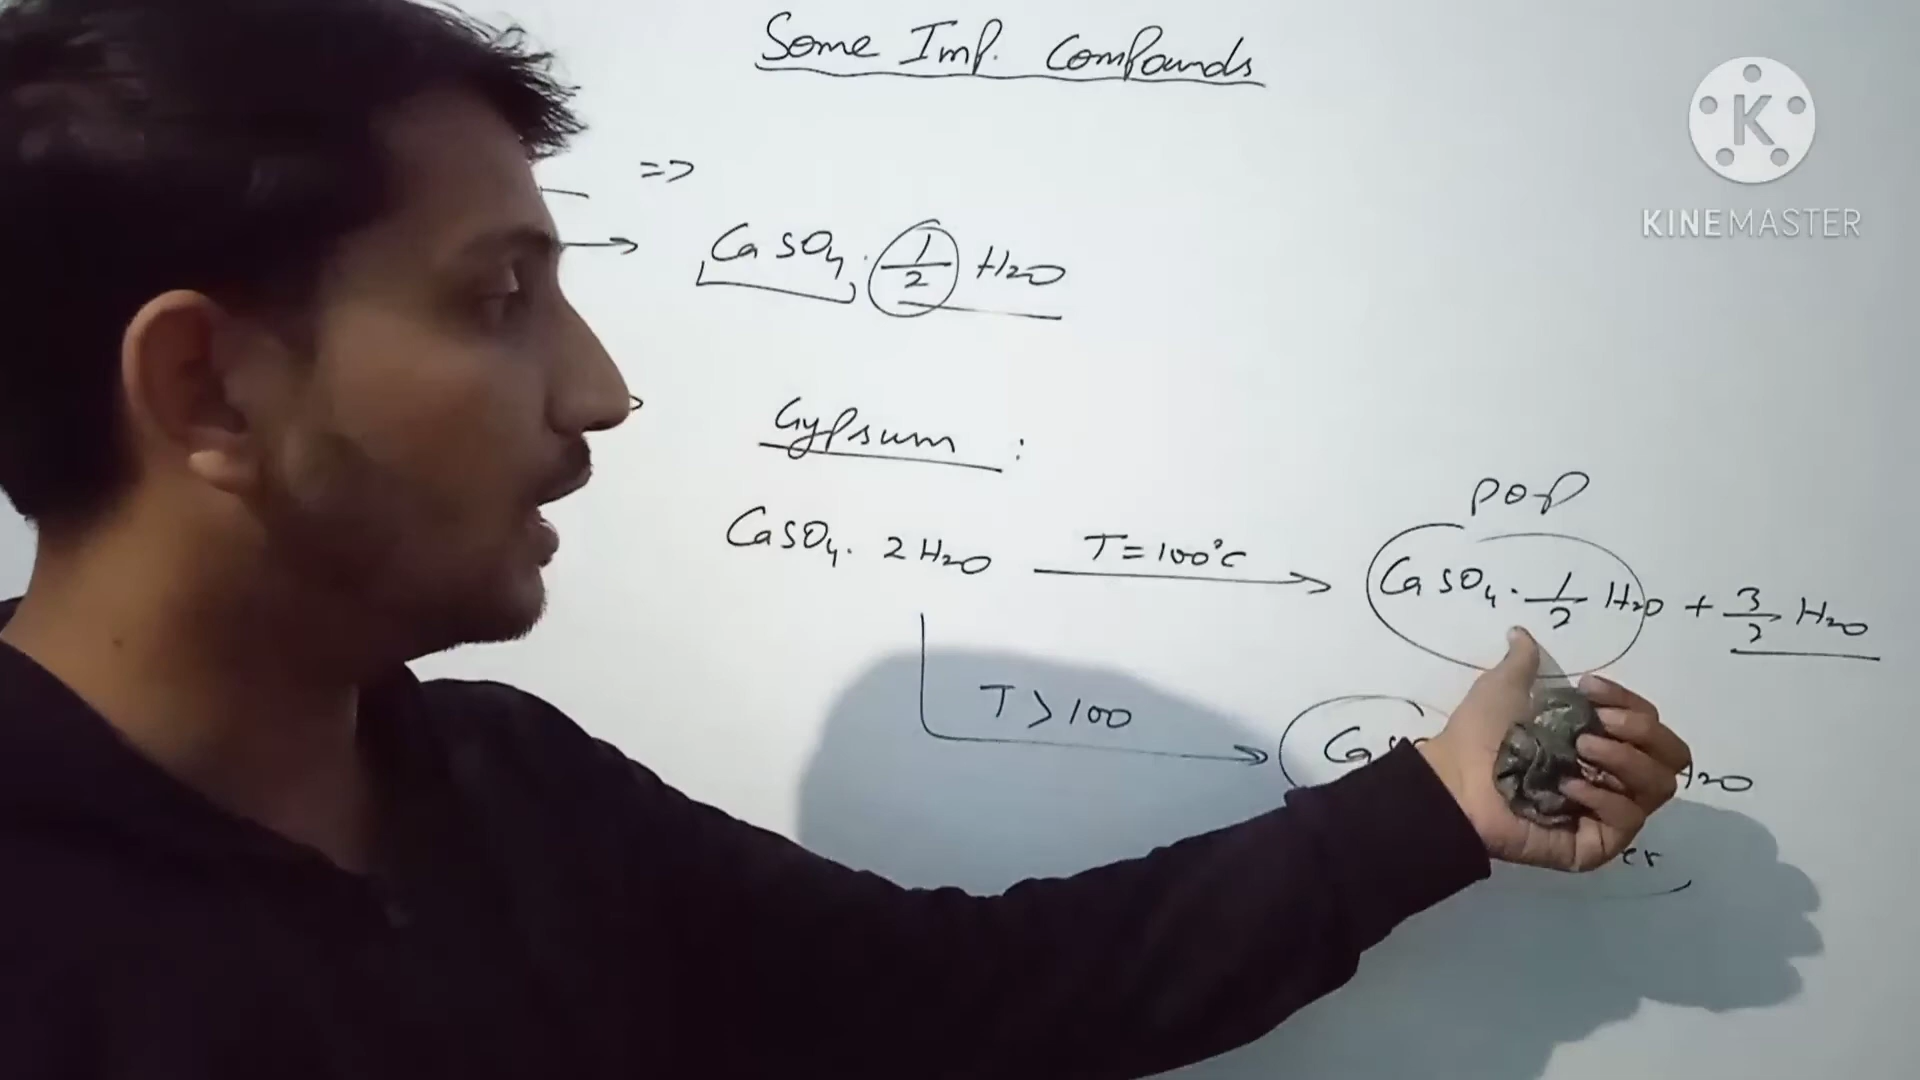 Some Imp. Compounds
K
KINEMASTER
=>
CaSO4 . 1/2 H2O
Gypsum :
POP
CaSO4 . 2H2O T=100°C CaSO4 . 1/2 H2O + 3/2 H2O
T > 100